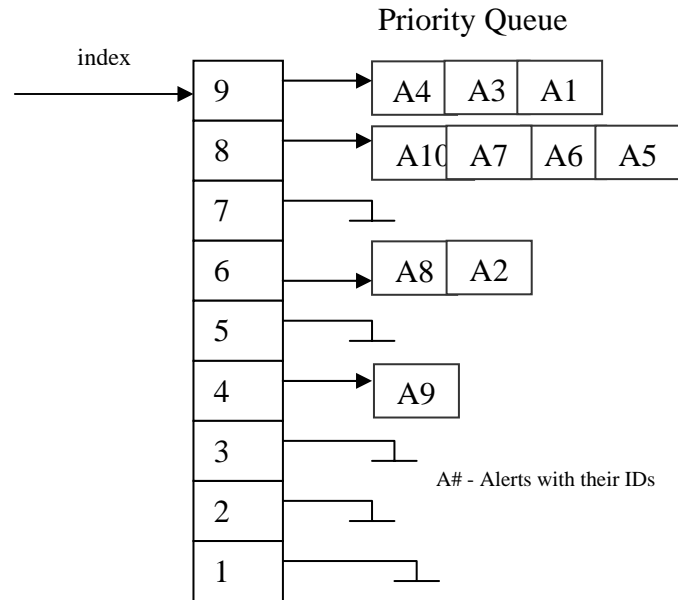 Priority Queue
index
9 A4 A3 A1
8 A10 A7 A6 A5
7
6 A8 A2
5
4 A9
3
A# - Alerts with their IDs
2
1